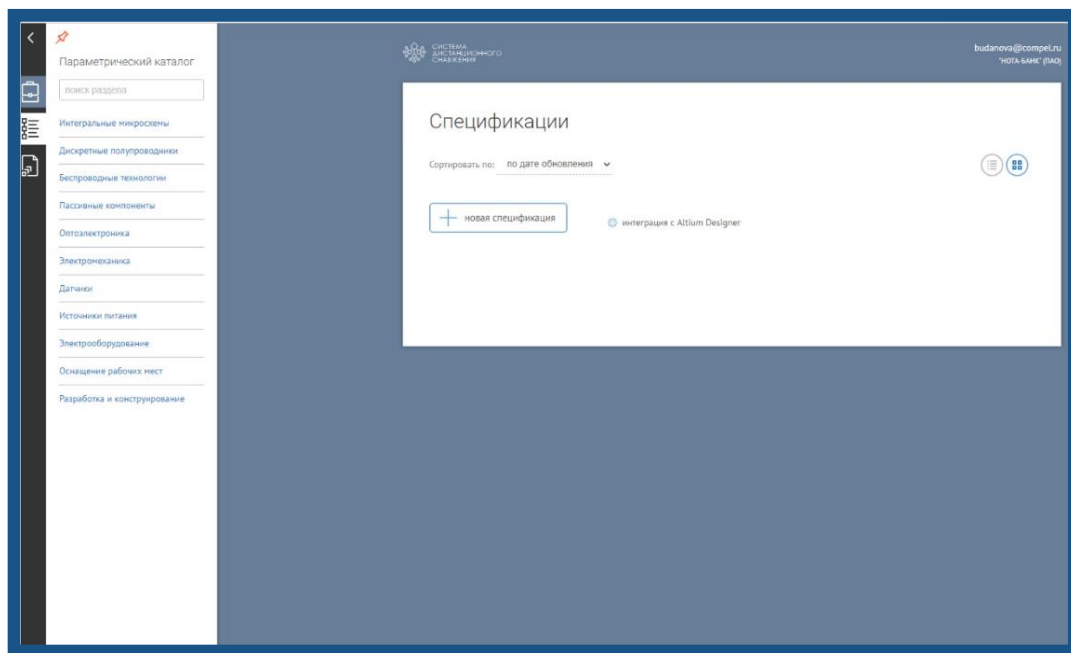 Параметрический каталог
поиск раздела
Интегральные микросхемы
Дискретные полупроводники
Беспроводные технологии
Пассивные компоненты
Оптоэлектроника
Электромеханика
Датчики
Источники питания
Электрооборудование
Оснащение рабочих мест
Разработка и конструирование
СИСТЕМА
ДИСТАНЦИОННОГО
СНАБЖЕНИЯ
budanova@compel.ru
"НОТА-БАНК" (ПАО)
Спецификации
Сортировать по: по дате обновления
новая спецификация
интеграция с Altium Designer